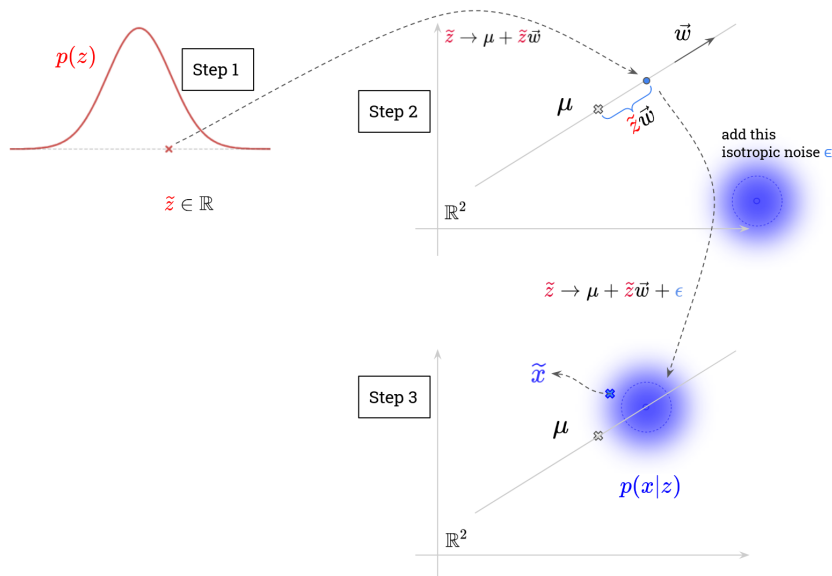 p(z)
Step 1
z̃ ∈ ℝ
z̃ → μ + z̃w⃗
Step 2
w⃗
μ
z̃w⃗
add this
isotropic noise ϵ
ℝ²
z̃ → μ + z̃w⃗ + ϵ
Step 3
x̃
μ
p(x|z)
ℝ²